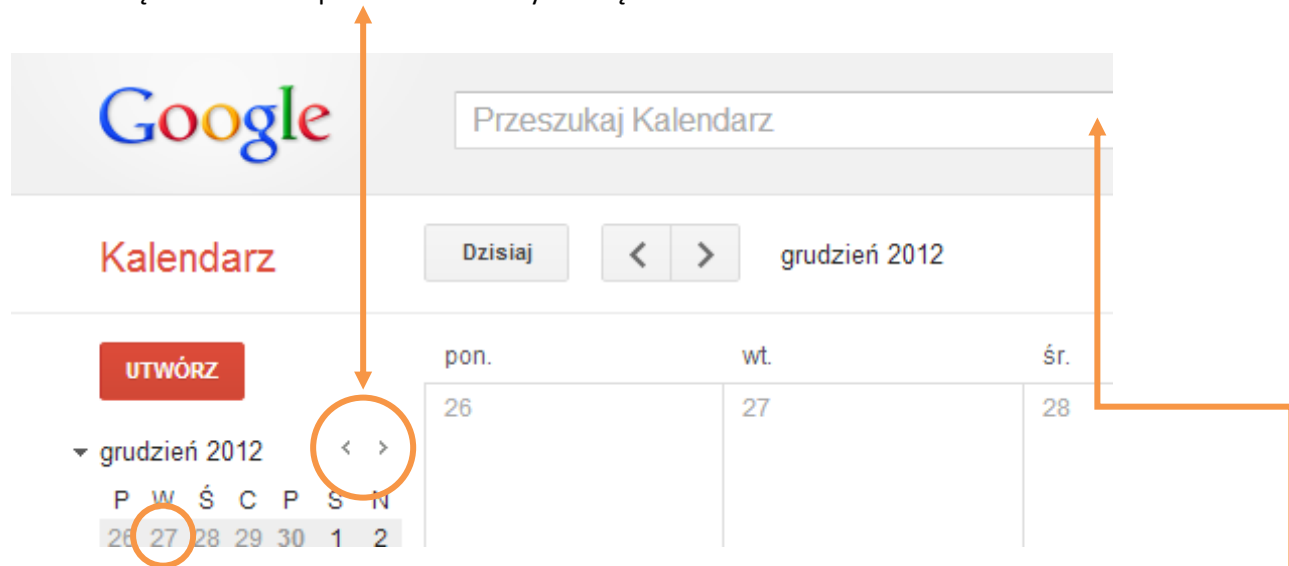 Google
Przeszukaj Kalendarz
Kalendarz
Dzisiaj < > grudzień 2012
UTWÓRZ
pon. wt. śr.
26 27 28
grudzień 2012 < >
P W Ś C P S N
26 27 28 29 30 1 2